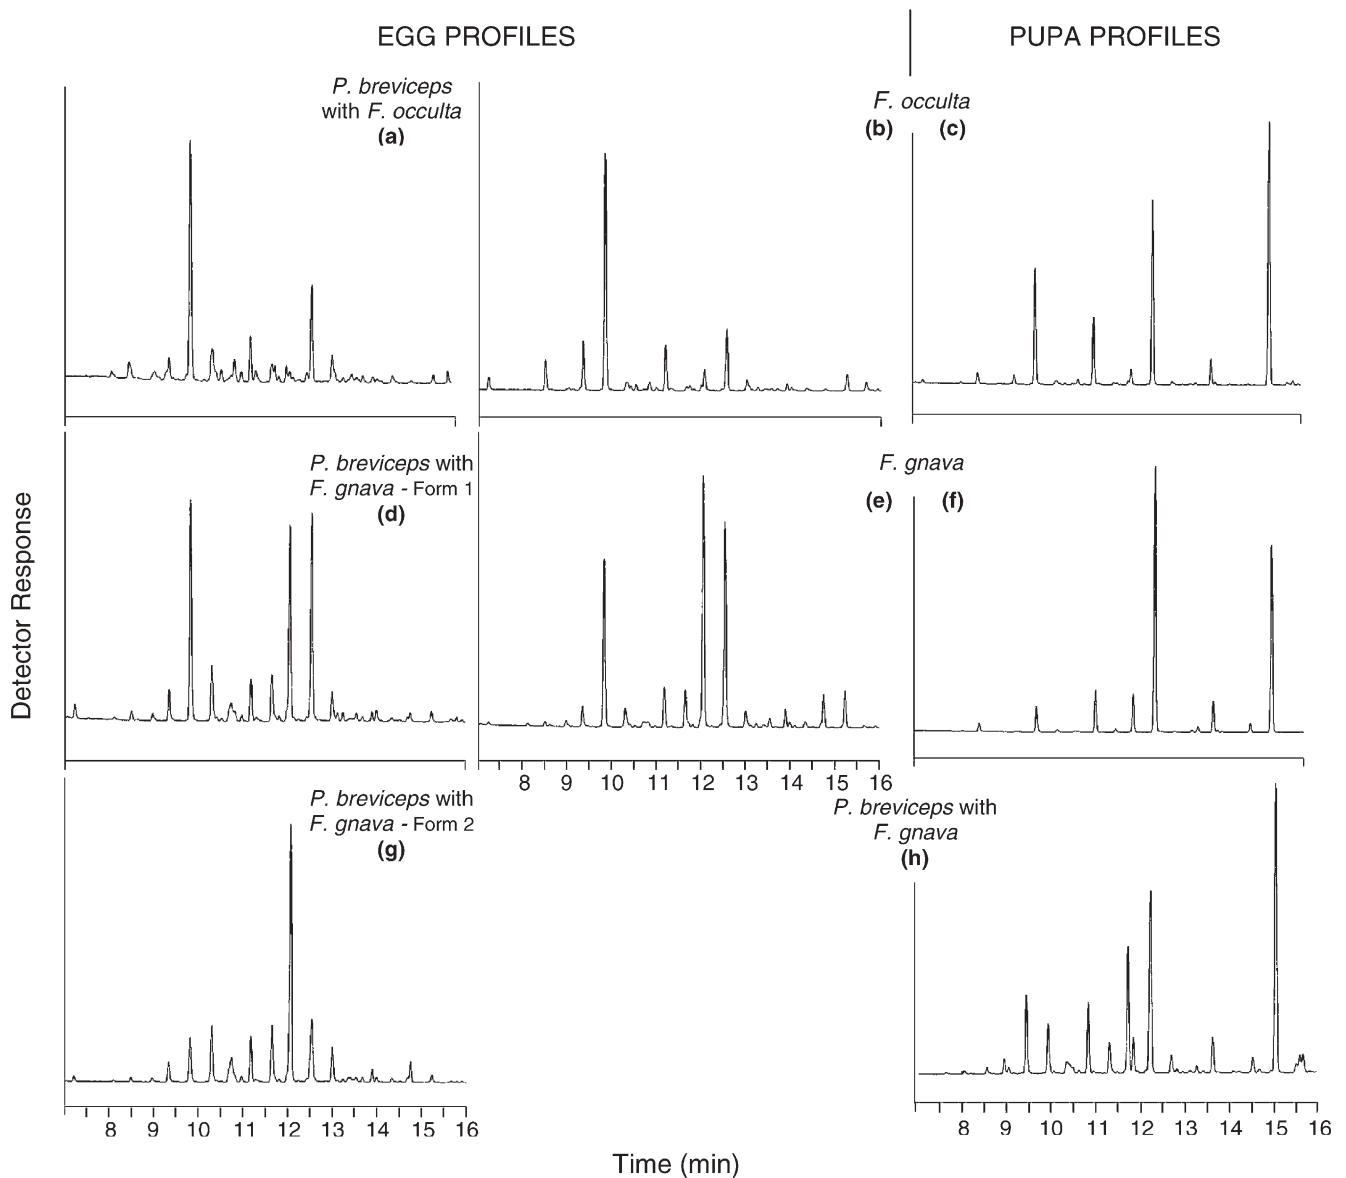 EGG PROFILES
PUPA PROFILES
P. breviceps
with F. occulta
(a)
F. occulta
(b)
(c)
P. breviceps with
F. gnava - Form 1
(d)
F. gnava
(e)
(f)
8 9 10 11 12 13 14 15 16
P. breviceps with
F. gnava - Form 2
(g)
P. breviceps with
F. gnava
(h)
8 9 10 11 12 13 14 15 16
8 9 10 11 12 13 14 15 16
Detector Response
Time (min)